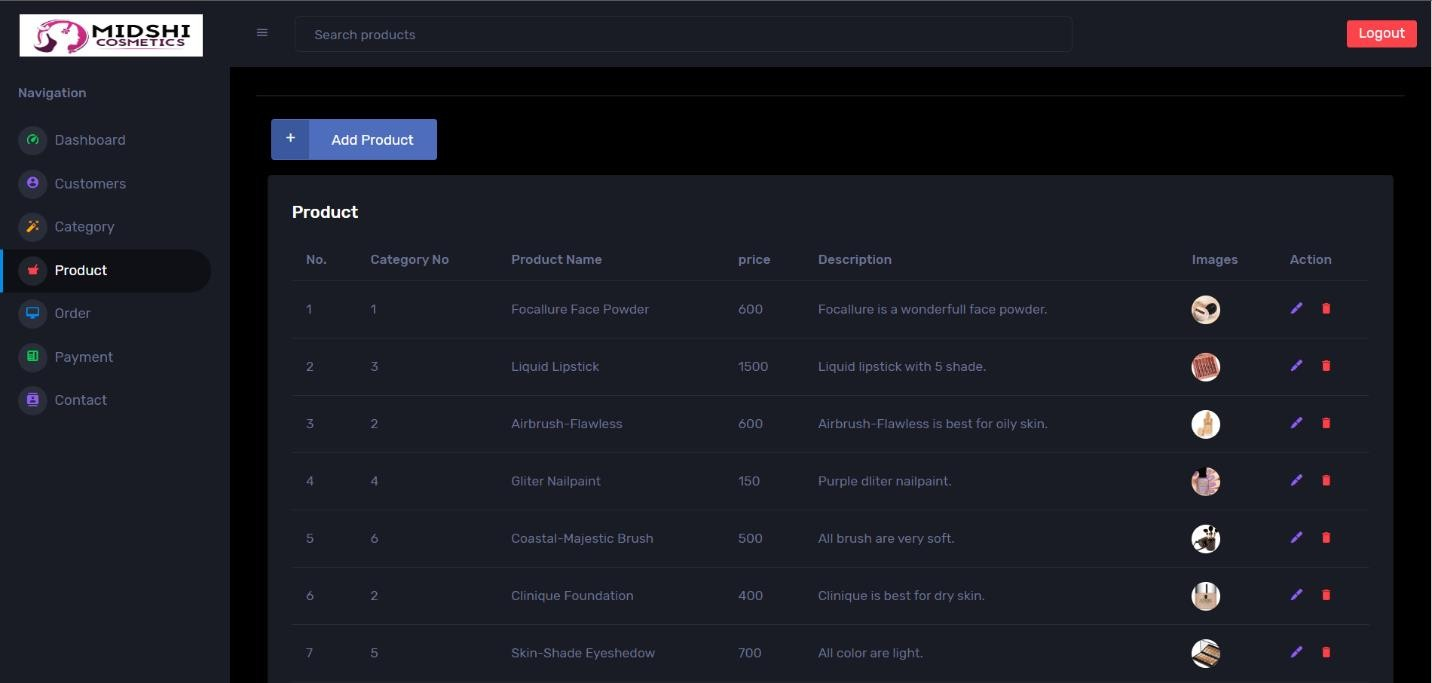 MIDSHI
COSMETICS
Search products
Logout
Navigation
Dashboard
Customers
Category
Product
Order
Payment
Contact
+ Add Product
Product
No. Category No Product Name price Description Images Action
1 1 Focallure Face Powder 600 Focallure is a wonderfull face powder.
2 3 Liquid Lipstick 1500 Liquid lipstick with 5 shade.
3 2 Airbrush-Flawless 600 Airbrush-Flawless is best for oily skin.
4 4 Gliter Nailpaint 150 Purple dliter nailpaint.
5 6 Coastal-Majestic Brush 500 All brush are very soft.
6 2 Clinique Foundation 400 Clinique is best for dry skin.
7 5 Skin-Shade Eyeshedow 700 All color are light.